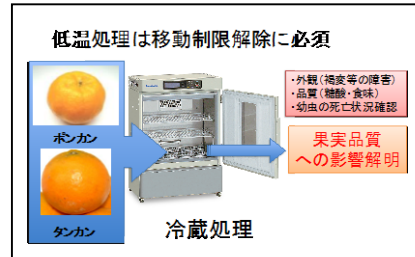 低温処理は移動制限解除に必須
ポンカン
タンカン
冷蔵処理
・外観(褐変等の障害)
・品質(糖酸・食味)
・幼虫の死亡状況確認
果実品質
への影響解明